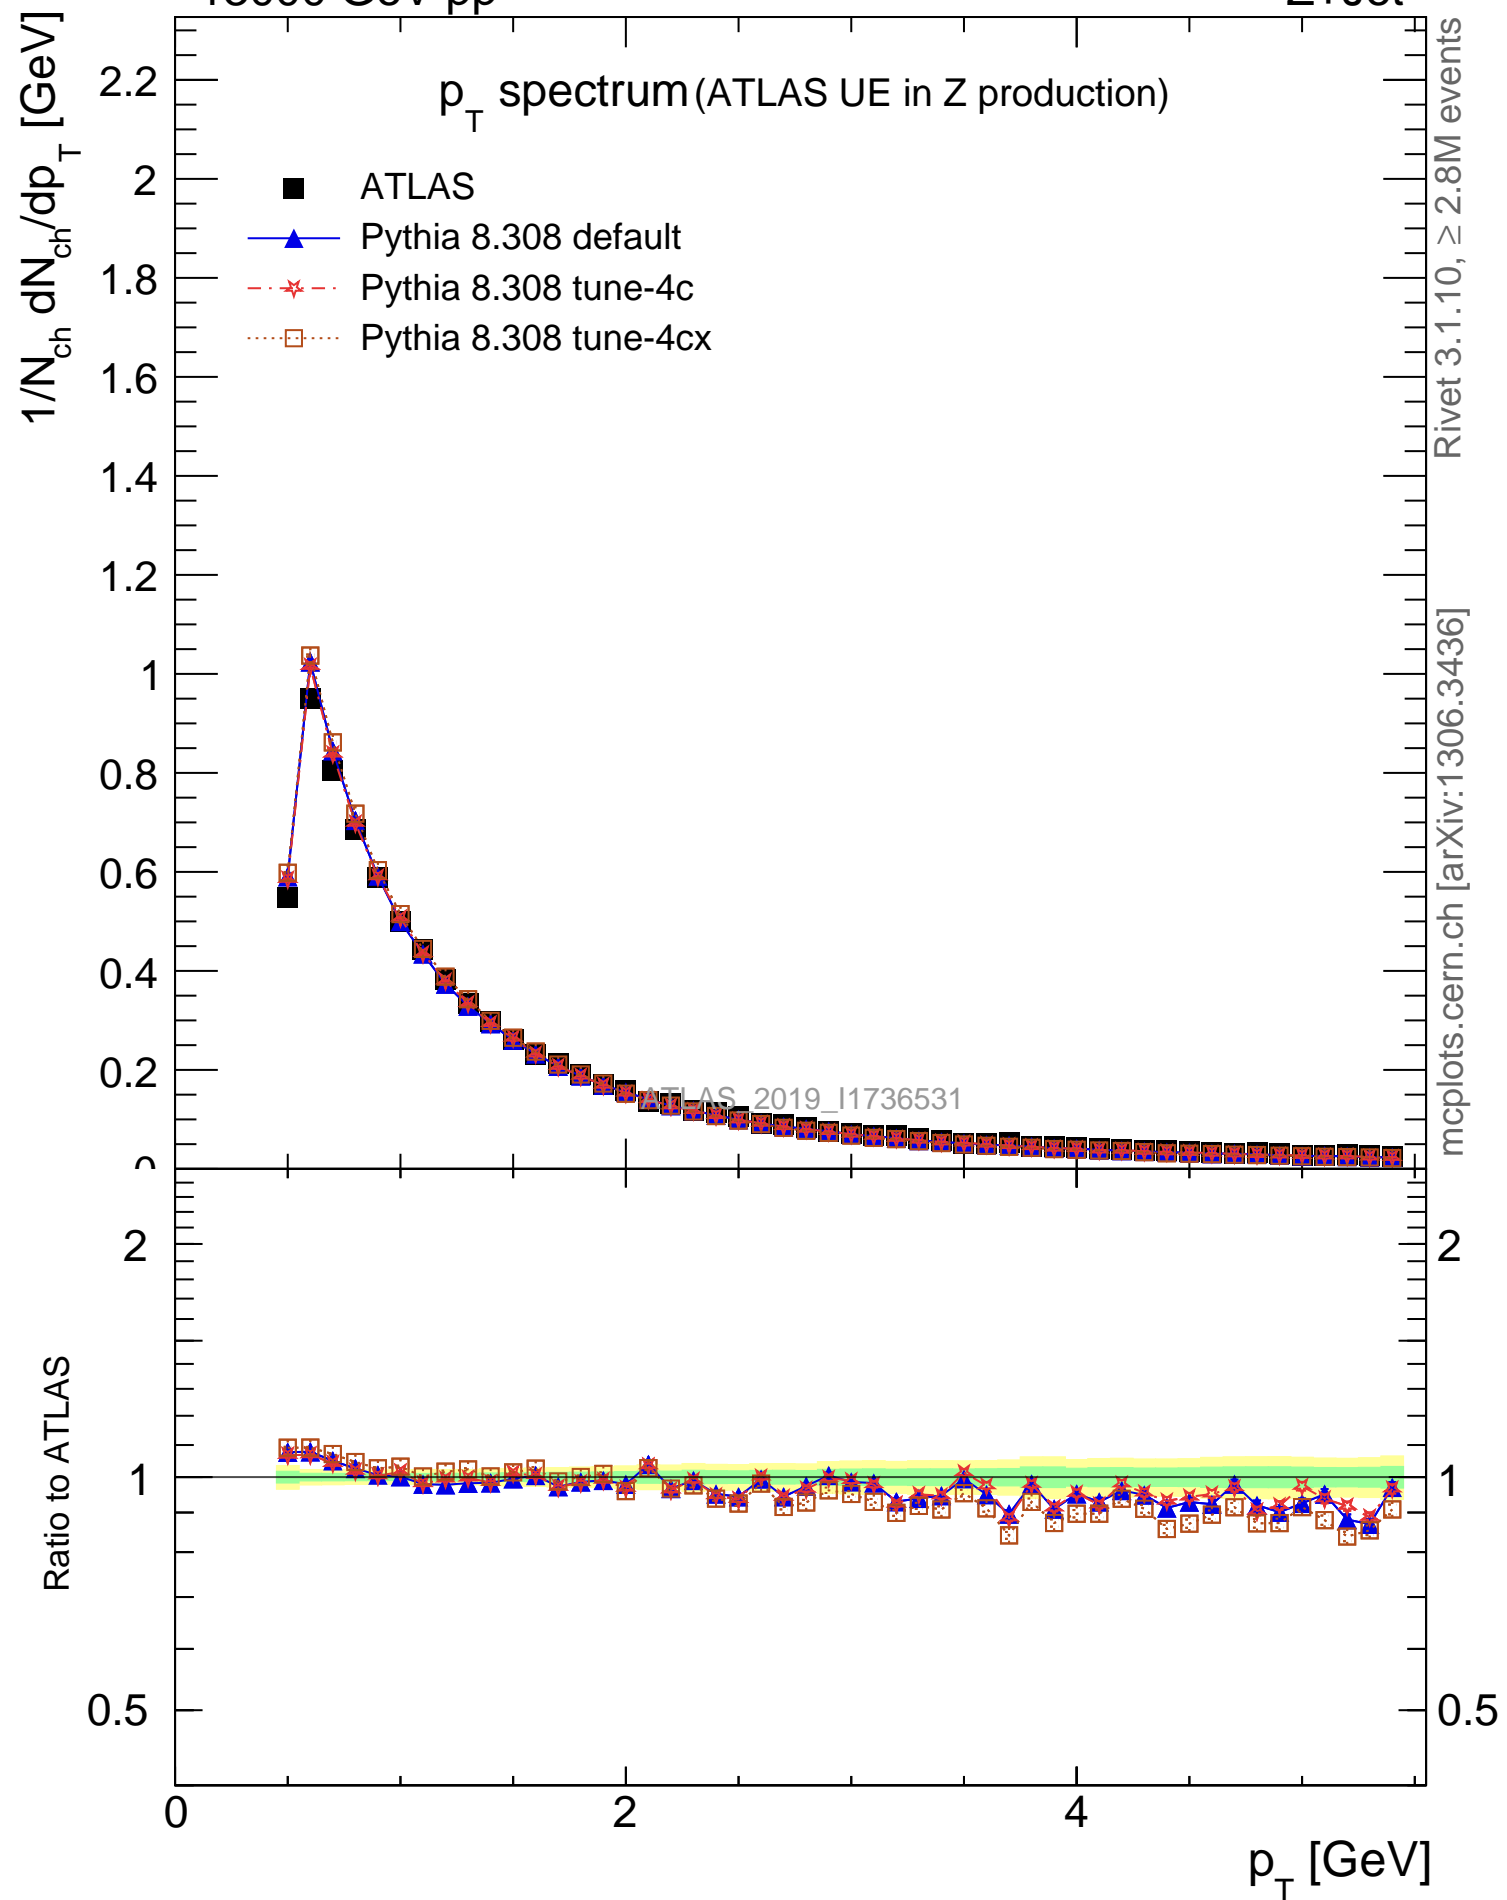 1/N_ch dN_ch/dp_T [GeV]
p_T spectrum (ATLAS UE in Z production)
ATLAS
Pythia 8.308 default
Pythia 8.308 tune-4c
Pythia 8.308 tune-4cx
2.2
2
1.8
1.6
1.4
1.2
1
0.8
0.6
0.4
0.2
0
ATLAS_2019_I1736531
Rivet 3.1.10, ≥ 2.8M events
mcplots.cern.ch [arXiv:1306.3436]
Ratio to ATLAS
2
1
0.5
2
1
0.5
0
2
4
p_T [GeV]